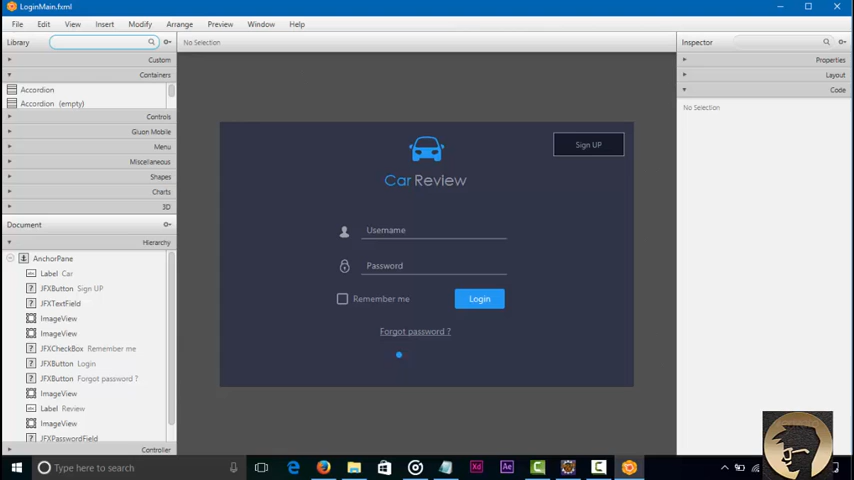 LoginMain.fxml
File Edit View Insert Modify Arrange Preview Window Help
Library
No Selection
Inspector
Custom
Properties
Containers
Layout
Accordion
Code
Accordion (empty)
No Selection
Controls
Gluon Mobile
Menu
Miscellaneous
Shapes
Charts
3D
Document
Hierarchy
AnchorPane
Label Car
JFXButton Sign UP
JFXTextField
ImageView
ImageView
JFXCheckBox Remember me
JFXButton Login
JFXButton Forgot password ?
ImageView
Label Review
ImageView
JFXPasswordField
Controller
Sign UP
Car Review
Username
Password
Remember me
Login
Forgot password ?
Type here to search
Xd
Ae